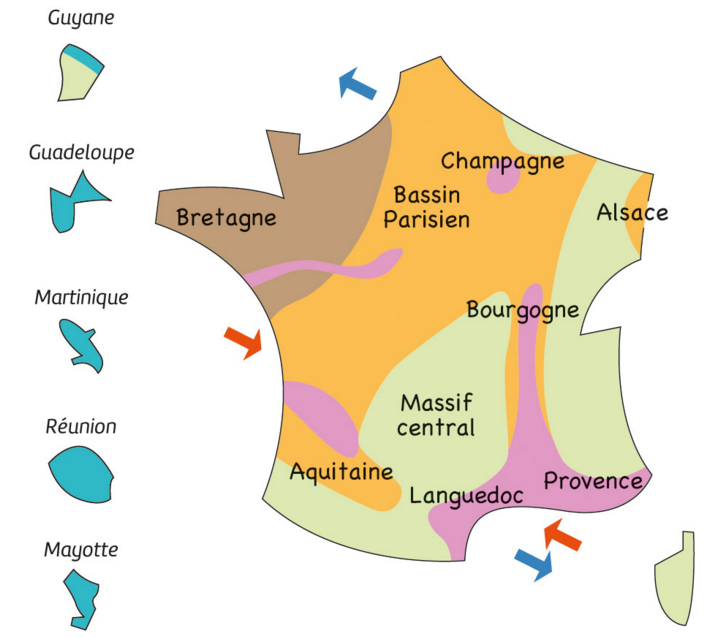 Guyane
Guadeloupe
Martinique
Réunion
Mayotte
Champagne
Bassin
Parisien
Bretagne
Alsace
Bourgogne
Massif
central
Aquitaine
Languedoc
Provence